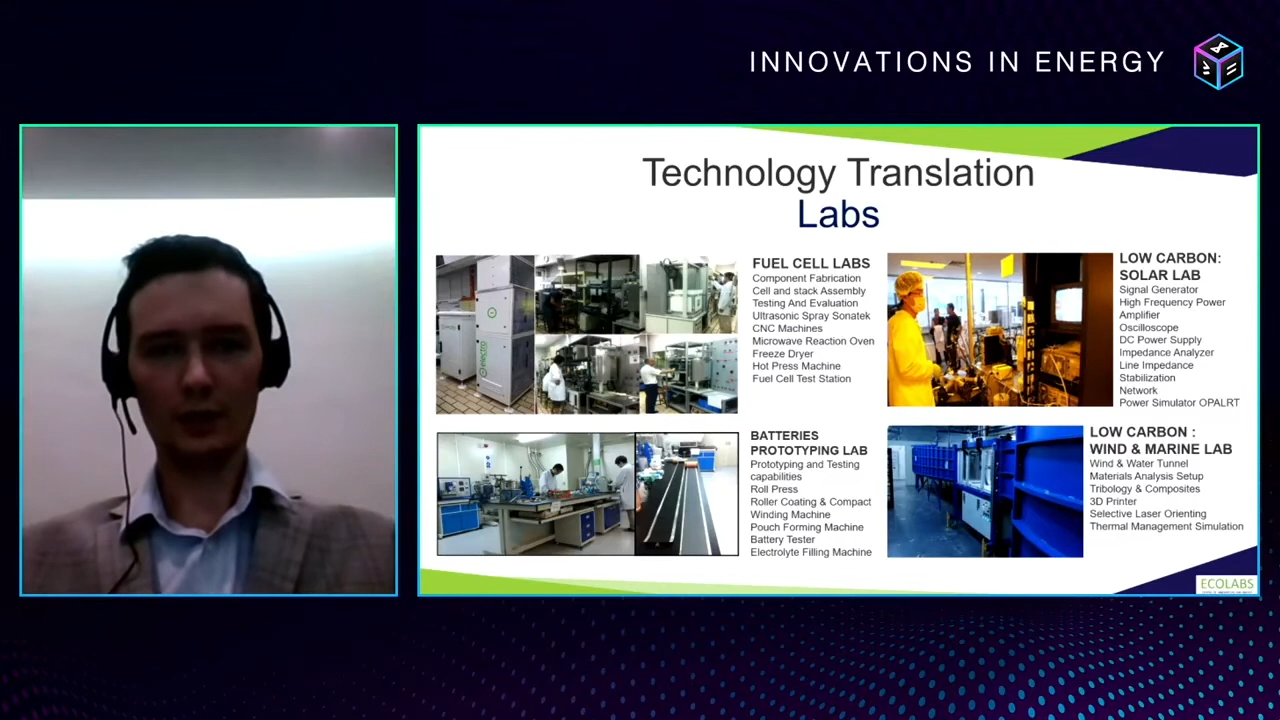 INNOVATIONS IN ENERGY
Technology Translation
Labs
FUEL CELL LABS
Component Fabrication
Cell and stack Assembly
Testing And Evaluation
Ultrasonic Spray Sonatek
CNC Machines
Microwave Reaction Oven
Freeze Dryer
Hot Press Machine
Fuel Cell Test Station
LOW CARBON:
SOLAR LAB
Signal Generator
High Frequency Power
Amplifier
Oscilloscope
DC Power Supply
Impedance Analyzer
Line Impedance
Stabilization
Network
Power Simulator OPALRT
BATTERIES
PROTOTYPING LAB
Prototyping and Testing
capabilities
Roll Press
Roller Coating & Compact
Winding Machine
Pouch Forming Machine
Battery Tester
Electrolyte Filling Machine
LOW CARBON :
WIND & MARINE LAB
Wind & Water Tunnel
Materials Analysis Setup
Tribology & Composites
3D Printer
Selective Laser Orienting
Thermal Management Simulation
ECOLABS